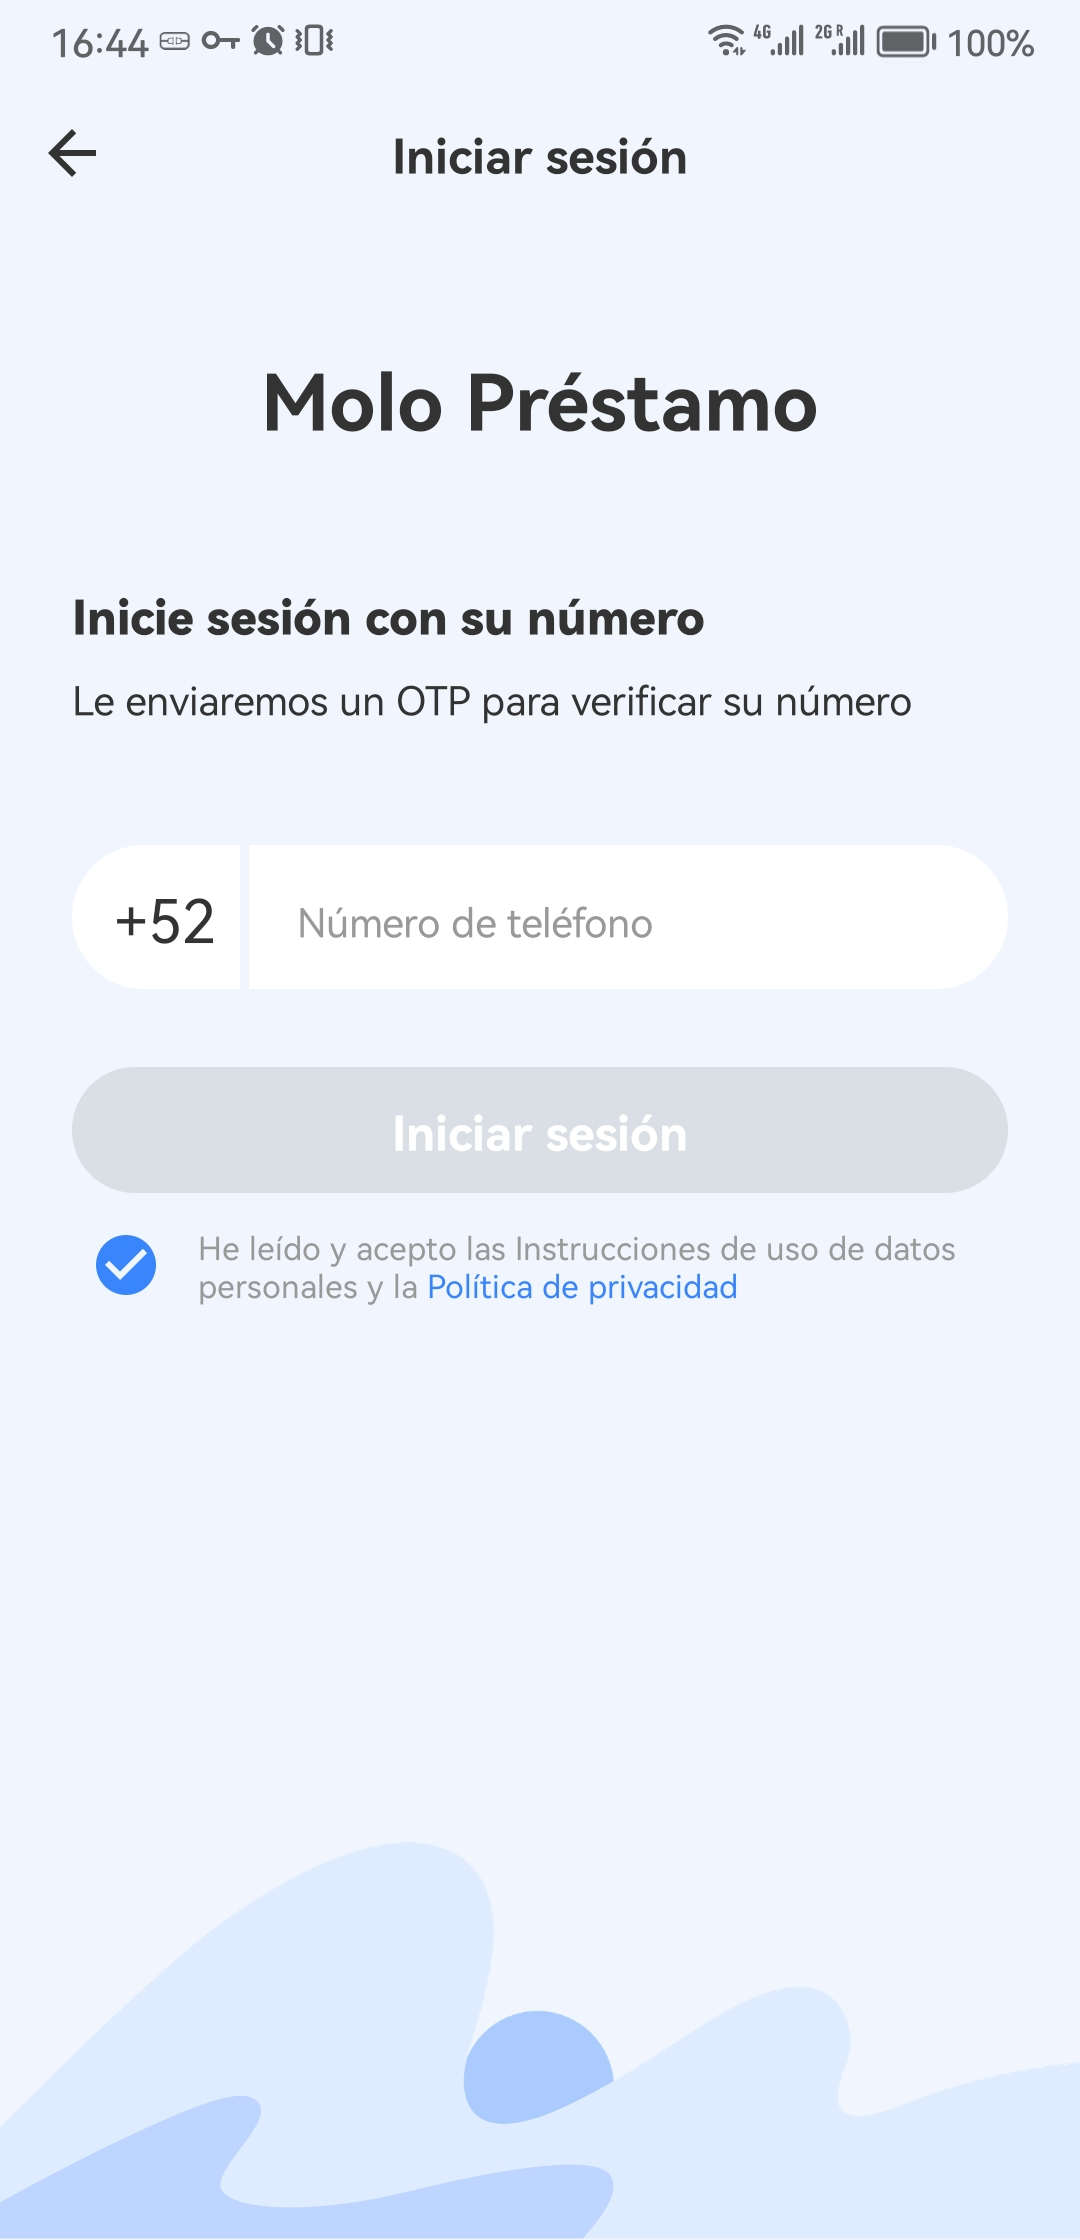 16:44 4G 2G R 100%
Iniciar sesión
Molo Préstamo
Inicie sesión con su número
Le enviaremos un OTP para verificar su número
+52 Número de teléfono
Iniciar sesión
He leído y acepto las Instrucciones de uso de datos
personales y la Política de privacidad